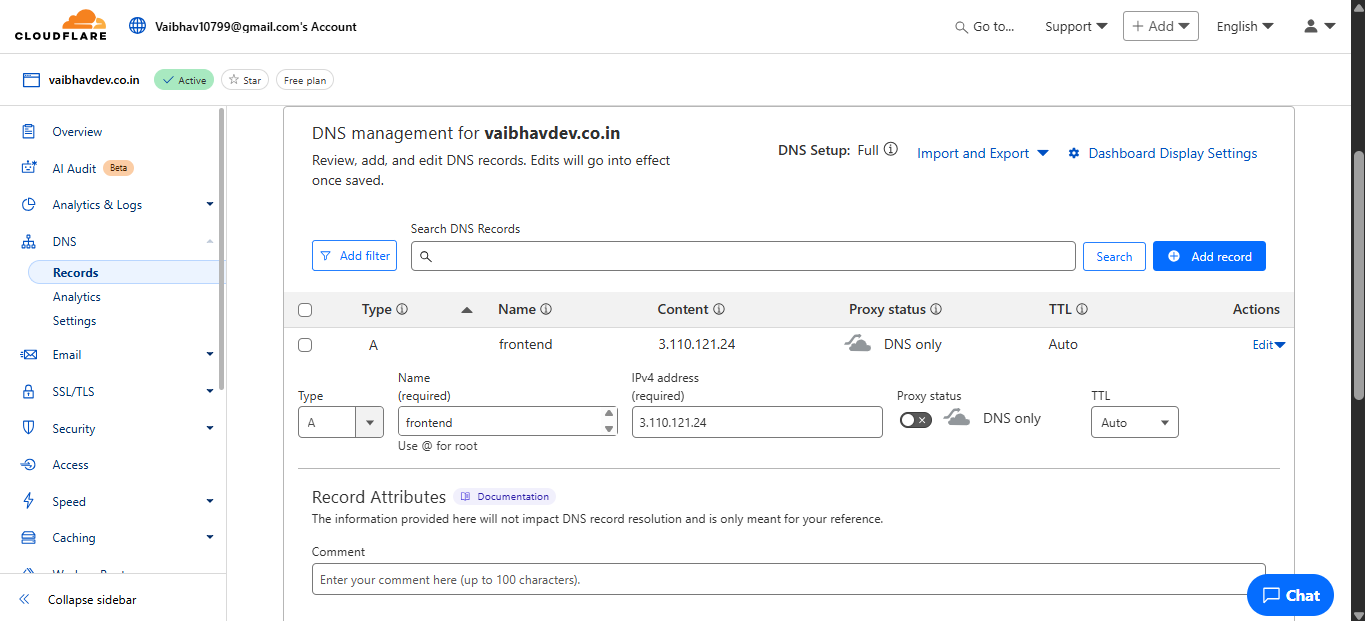 CLOUDFLARE
Vaibhav10799@gmail.com's Account
Go to...
Support
+ Add
English
vaibhavdev.co.in
Active
Star
Free plan
Overview
AI Audit Beta
Analytics & Logs
DNS
Records
Analytics
Settings
Email
SSL/TLS
Security
Access
Speed
Caching
Collapse sidebar
DNS management for vaibhavdev.co.in
Review, add, and edit DNS records. Edits will go into effect
once saved.
DNS Setup: Full
Import and Export
Dashboard Display Settings
Search DNS Records
Add filter
Search
Add record
Type Name Content Proxy status TTL Actions
A frontend 3.110.121.24 DNS only Auto Edit
Type
A
Name
(required)
frontend
Use @ for root
IPv4 address
(required)
3.110.121.24
Proxy status
DNS only
TTL
Auto
Record Attributes Documentation
The information provided here will not impact DNS record resolution and is only meant for your reference.
Comment
Enter your comment here (up to 100 characters).
Chat